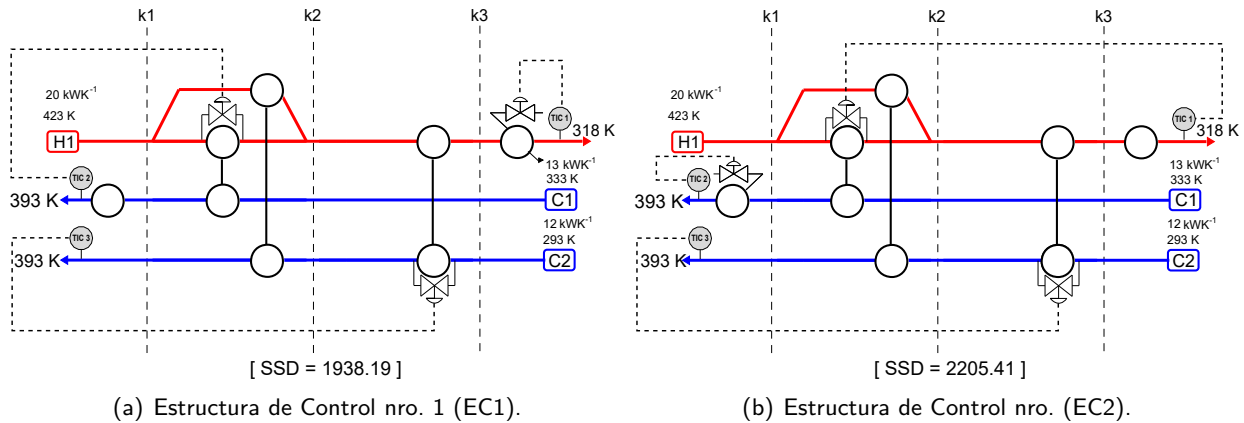 k1
k2
k3
20 kWK⁻¹
423 K
H1
TIC 1
318 K
13 kWK⁻¹
333 K
TIC 2
393 K
C1
12 kWK⁻¹
293 K
TIC 3
393 K
C2
[ SSD = 1938.19 ]
(a) Estructura de Control nro. 1 (EC1).
k1
k2
k3
20 kWK⁻¹
423 K
H1
TIC 1
318 K
13 kWK⁻¹
333 K
TIC 2
393 K
C1
12 kWK⁻¹
293 K
TIC 3
393 K
C2
[ SSD = 2205.41 ]
(b) Estructura de Control nro. (EC2).